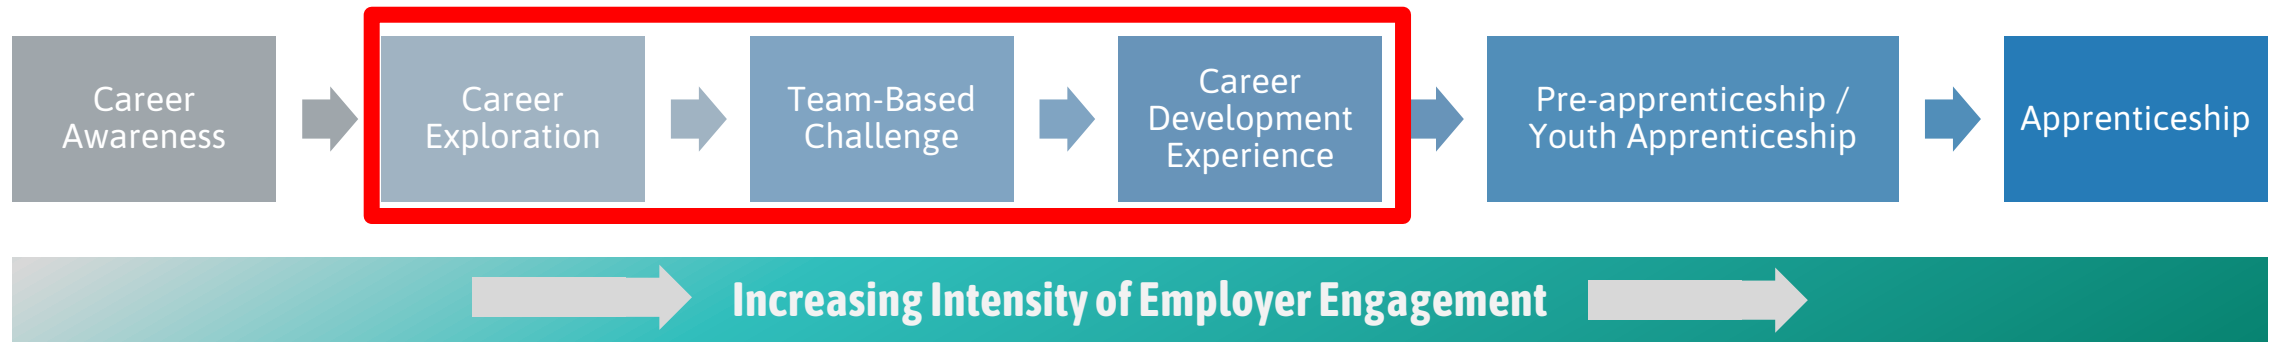 Career
Awareness
Career
Exploration
Team-Based
Challenge
Career
Development
Experience
Pre-apprenticeship /
Youth Apprenticeship
Apprenticeship
Increasing Intensity of Employer Engagement